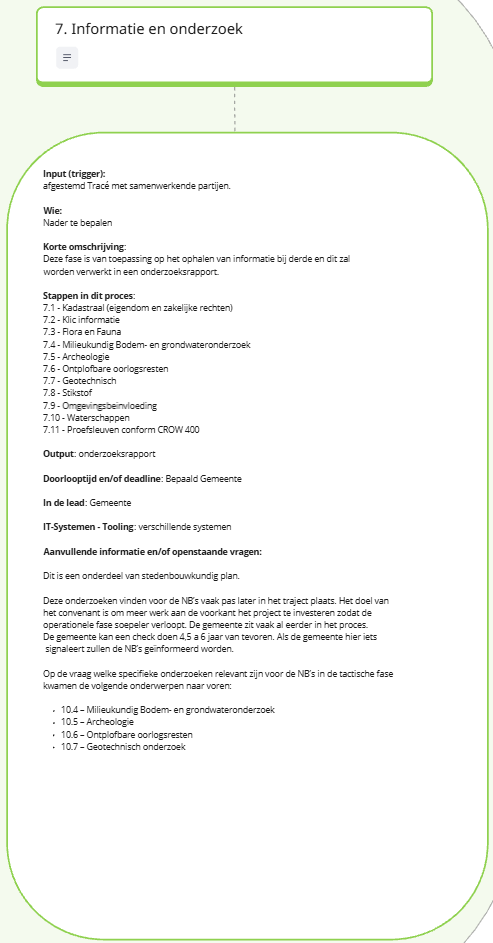 7. Informatie en onderzoek
Input (trigger):
afgestemd Tracé met samenwerkende partijen.
Wie:
Nader te bepalen
Korte omschrijving:
Deze fase is van toepassing op het ophalen van informatie bij derde en dit zal
worden verwerkt in een onderzoeksrapport.
Stappen in dit proces:
7.1 - Kadastraal (eigendom en zakelijke rechten)
7.2 - Klic informatie
7.3 - Flora en Fauna
7.4 - Milieukundig Bodem- en grondwateronderzoek
7.5 - Archeologie
7.6 - Ontplofbare oorlogsresten
7.7 - Geotechnisch
7.8 - Stikstof
7.9 - Omgevingsbeinvloeding
7.10 - Waterschappen
7.11 - Proefsleuven conform CROW 400
Output: onderzoeksrapport
Doorlooptijd en/of deadline: Bepaald Gemeente
In de lead: Gemeente
IT-Systemen - Tooling: verschillende systemen
Aanvullende informatie en/of openstaande vragen:
Dit is een onderdeel van stedenbouwkundig plan.
Deze onderzoeken vinden voor de NB's vaak pas later in het traject plaats. Het doel van
het convenant is om meer werk aan de voorkant het project te investeren zodat de
operationele fase soepeler verloopt. De gemeente zit vaak al eerder in het proces.
De gemeente kan een check doen 4,5 a 6 jaar van tevoren. Als de gemeente hier iets
signaleert zullen de NB's geïnformeerd worden.
Op de vraag welke specifieke onderzoeken relevant zijn voor de NB's in de tactische fase
kwamen de volgende onderwerpen naar voren:
• 10.4 – Milieukundig Bodem- en grondwateronderzoek
• 10.5 – Archeologie
• 10.6 – Ontplofbare oorlogsresten
• 10.7 – Geotechnisch onderzoek